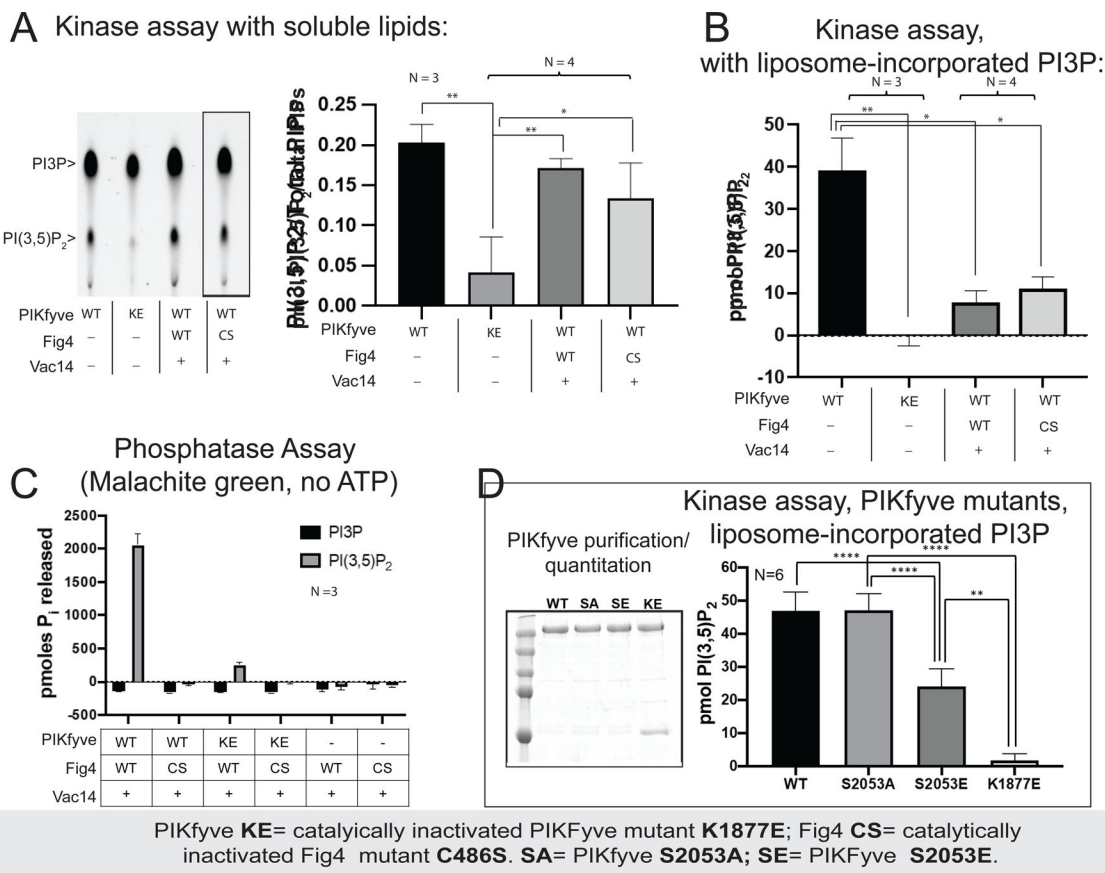 A Kinase assay with soluble lipids:
PI3P>
PI(3,5)P2>
PIKfyve WT KE WT WT
Fig4 – – WT CS
Vac14 – – + +
N = 3
N = 4
**
*
**
0.25
0.20
0.15
0.10
0.05
0.00
PIKfyve WT KE WT WT
Fig4 – – WT CS
Vac14 – – + +
B Kinase assay,
with liposome-incorporated PI3P:
N = 3 N = 4
**
*
*
50
40
30
20
10
0
-10
PIKfyve WT KE WT WT
Fig4 – – WT CS
Vac14 – – + +
C Phosphatase Assay
(Malachite green, no ATP)
pmoles Pi released
2500
2000
1500
1000
500
0
-500
PI3P
PI(3,5)P2
N =3
PIKfyve WT WT KE KE - -
Fig4 WT CS WT CS WT CS
Vac14 + + + + + +
D Kinase assay, PIKfyve mutants,
liposome-incorporated PI3P
PIKfyve purification/
quantitation
WT SA SE KE
N=6
pmol PI(3,5)P2
60
50
40
30
20
10
0
****
****
****
**
WT S2053A S2053E K1877E
PIKfyve KE= catalyically inactivated PIKFyve mutant K1877E; Fig4 CS= catalytically
inactivated Fig4 mutant C486S. SA= PIKfyve S2053A; SE= PIKFyve S2053E.